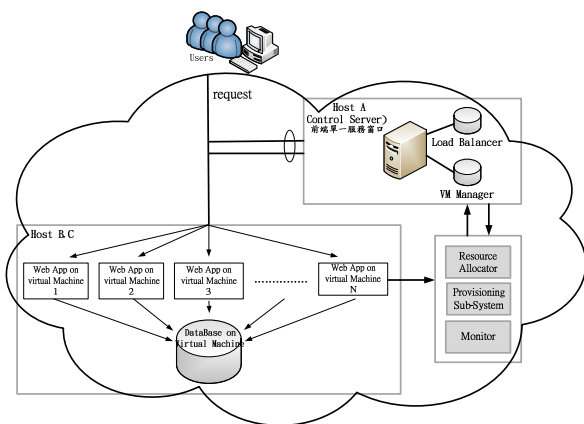 Users
request
Host A
Control Server)
前端單一服務窗口
Load Balancer
VM Manager
Host B,C
Web App on
virtual Machine
1
Web App on
virtual Machine
2
Web App on
virtual Machine
3
............
Web App on
virtual Machine
N
DataBase on
Virtual Machine
Resource
Allocator
Provisioning
Sub-System
Monitor